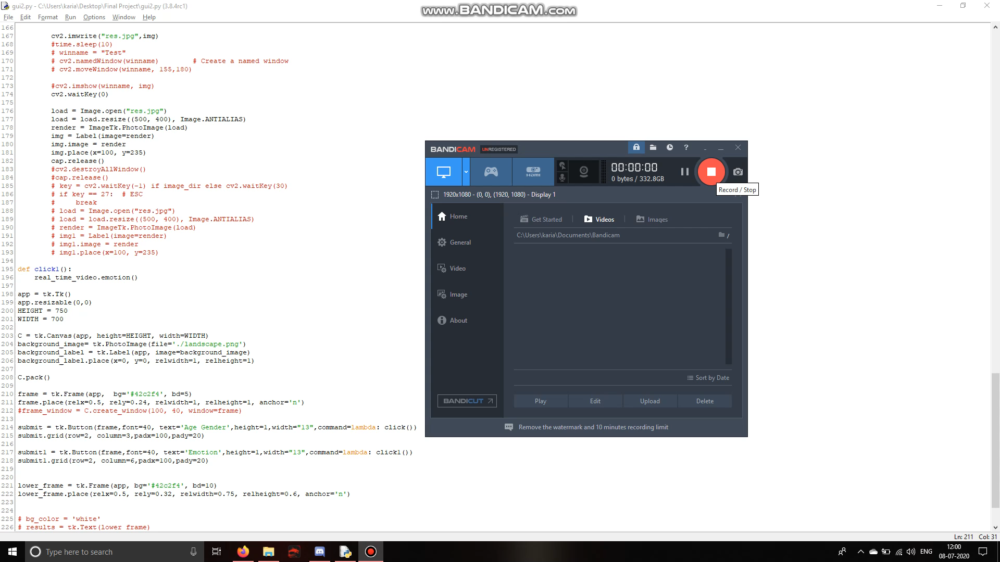 gui2.py - C:\Users\karia\Desktop\Final Project\gui2.py (3.8.4rc1)
www.BANDICAM.com
File Edit Format Run Options Window Help
166
167 cv2.imwrite("res.jpg",img)
168 #time.sleep(10)
169 # winname = "Test"
170 # cv2.namedWindow(winname) # Create a named window
171 # cv2.moveWindow(winname, 155,180)
172
173 #cv2.imshow(winname, img)
174 cv2.waitKey(0)
175
176 load = Image.open("res.jpg")
177 load = load.resize((500, 400), Image.ANTIALIAS)
178 render = ImageTk.PhotoImage(load)
179 img = Label(image=render)
180 img.image = render
181 img.place(x=100, y=235)
182 cap.release()
183 #cv2.destroyAllWindow()
184 #cap.release()
185 # key = cv2.waitKey(-1) if image_dir else cv2.waitKey(30)
186 # if key == 27: # ESC
187 # break
188 # load = Image.open("res.jpg")
189 # load = load.resize((500, 400), Image.ANTIALIAS)
190 # render = ImageTk.PhotoImage(load)
191 # img1 = Label(image=render)
192 # img1.image = render
193 # img1.place(x=100, y=235)
194
195 def click1():
196 real_time_video.emotion()
197
198 app = tk.Tk()
199 app.resizable(0,0)
200 HEIGHT = 750
201 WIDTH = 700
202
203 C = tk.Canvas(app, height=HEIGHT, width=WIDTH)
204 background_image= tk.PhotoImage(file='./landscape.png')
205 background_label = tk.Label(app, image=background_image)
206 background_label.place(x=0, y=0, relwidth=1, relheight=1)
207
208 C.pack()
209
210 frame = tk.Frame(app, bg='#42c2f4', bd=5)
211 frame.place(relx=0.5, rely=0.24, relwidth=1, relheight=1, anchor='n')
212 #frame_window = C.create_window(100, 40, window=frame)
213
214 submit = tk.Button(frame,font=40, text='Age Gender',height=1,width="13",command=lambda: click())
215 submit.grid(row=2, column=3,padx=100,pady=20)
216
217 submit1 = tk.Button(frame,font=40, text='Emotion',height=1,width="13",command=lambda: click1())
218 submit1.grid(row=2, column=6,padx=100,pady=20)
219
220
221 lower_frame = tk.Frame(app, bg='#42c2f4', bd=10)
222 lower_frame.place(relx=0.5, rely=0.32, relwidth=0.75, relheight=0.6, anchor='n')
223
224
225 # bg_color = 'white'
226 # results = tk.Text(lower_frame)
BANDICAM UNREGISTERED
HDMI
00:00:00
0 bytes / 332.8GB
Record / Stop
1920x1080 - (0, 0), (1920, 1080) - Display 1
Home
General
Video
Image
About
BANDICUT
Get Started Videos Images
C:\Users\karia\Documents\Bandicam
Sort by Date
Play Edit Upload Delete
Remove the watermark and 10 minutes recording limit
Ln: 211 Col: 31
Type here to search
ENG
12:00
08-07-2020